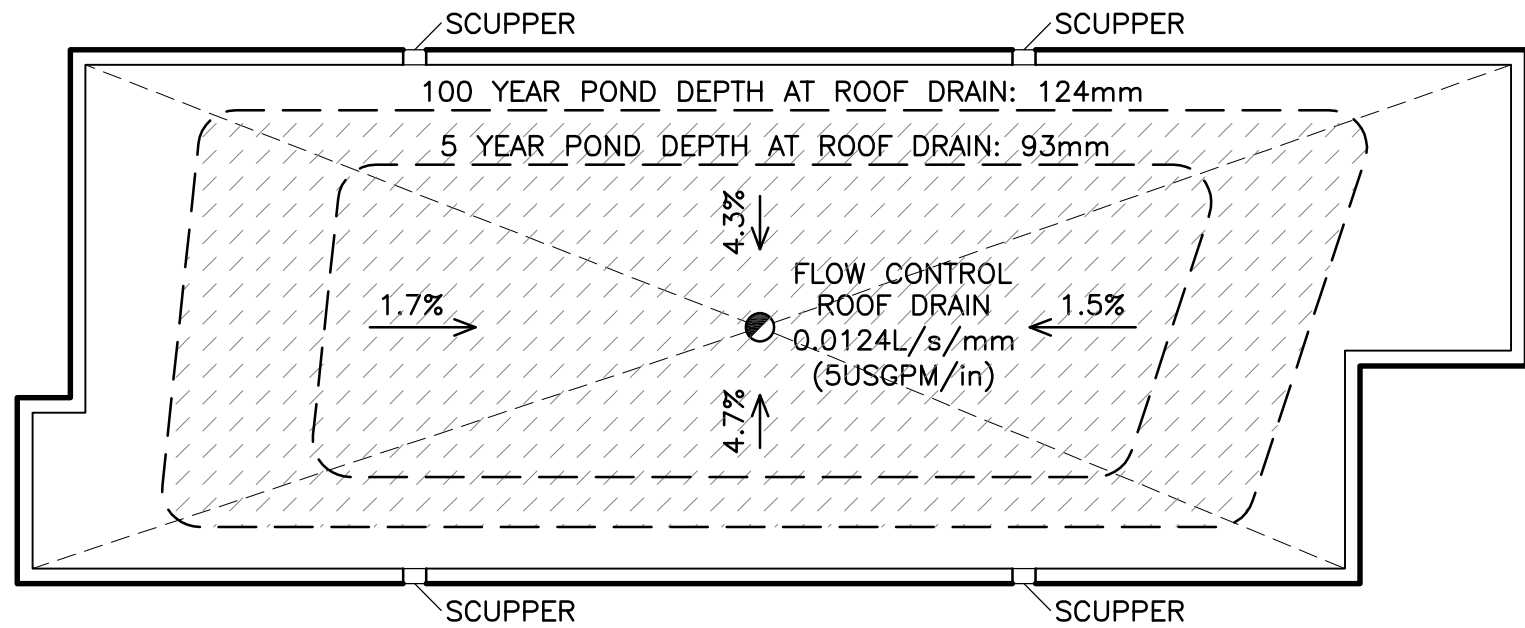 SCUPPER
SCUPPER
100 YEAR POND DEPTH AT ROOF DRAIN: 124mm
5 YEAR POND DEPTH AT ROOF DRAIN: 93mm
4.3%
FLOW CONTROL
ROOF DRAIN
0.0124L/s/mm
(5USGPM/in)
1.7%
1.5%
4.7%
SCUPPER
SCUPPER